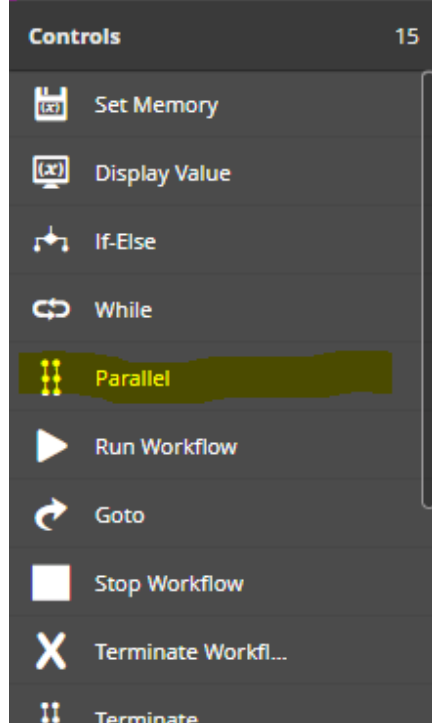 Controls 15
Set Memory
Display Value
If-Else
While
Parallel
Run Workflow
Goto
Stop Workflow
Terminate Workfl...
Terminate